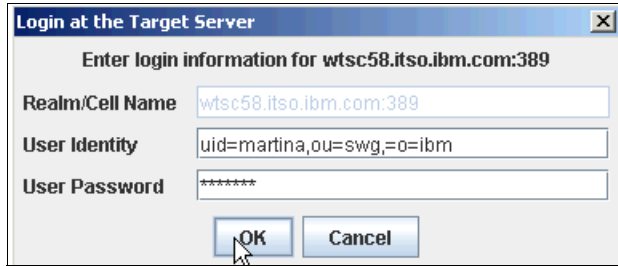 Login at the Target Server
Enter login information for wtsc58.itso.ibm.com:389
Realm/Cell Name wtsc58.itso.ibm.com:389
User Identity uid=martina,ou=swg,=o=ibm
User Password *******
OK Cancel